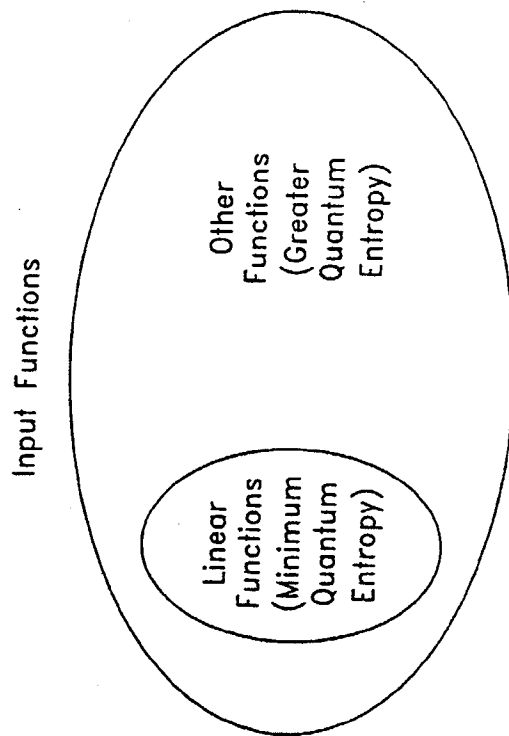 Input Functions
Linear
Functions
(Minimum
Quantum
Entropy)
Other
Functions
(Greater
Quantum
Entropy)